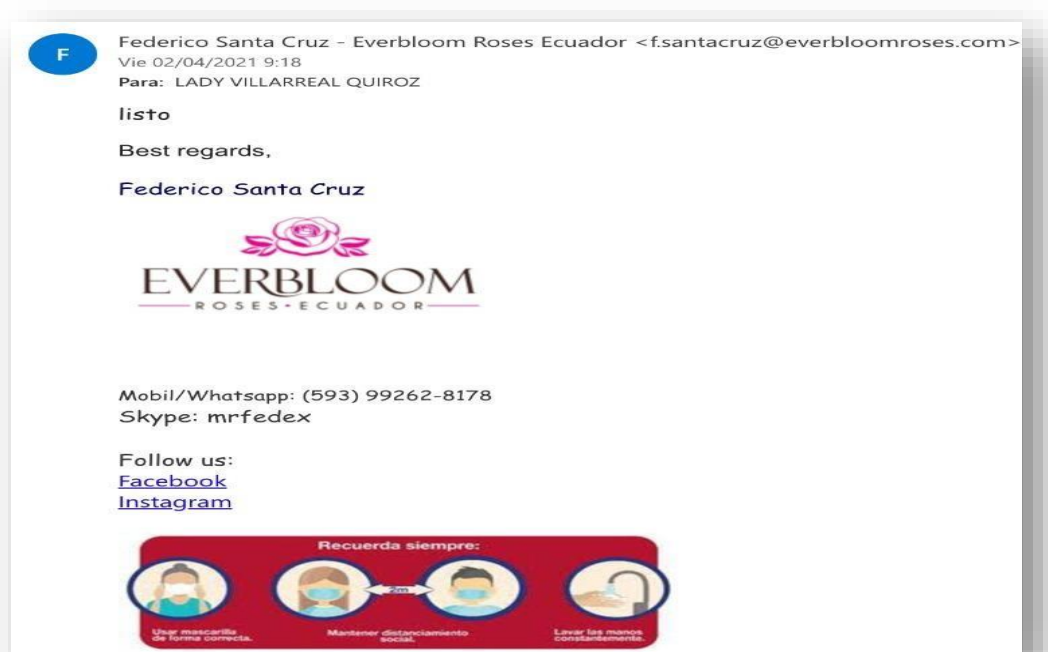 F
Federico Santa Cruz - Everbloom Roses Ecuador <f.santacruz@everbloomroses.com>
Vie 02/04/2021 9:18
Para: LADY VILLARREAL QUIROZ
listo
Best regards,
Federico Santa Cruz
EVERBLOOM
ROSES•ECUADOR
Mobil/Whatsapp: (593) 99262-8178
Skype: mrfedex
Follow us:
Facebook
Instagram
Recuerda siempre:
2m
Usar mascarilla
de forma correcta.
Mantener distanciamiento
social.
Lavar las manos
constantemente.